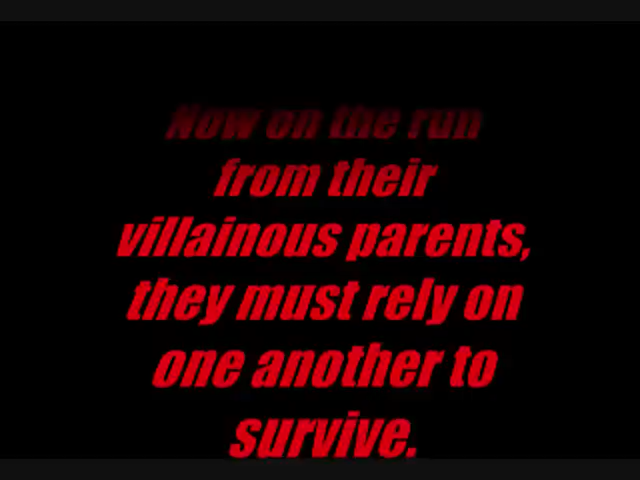 Now on the run
from their
villainous parents,
they must rely on
one another to
survive.